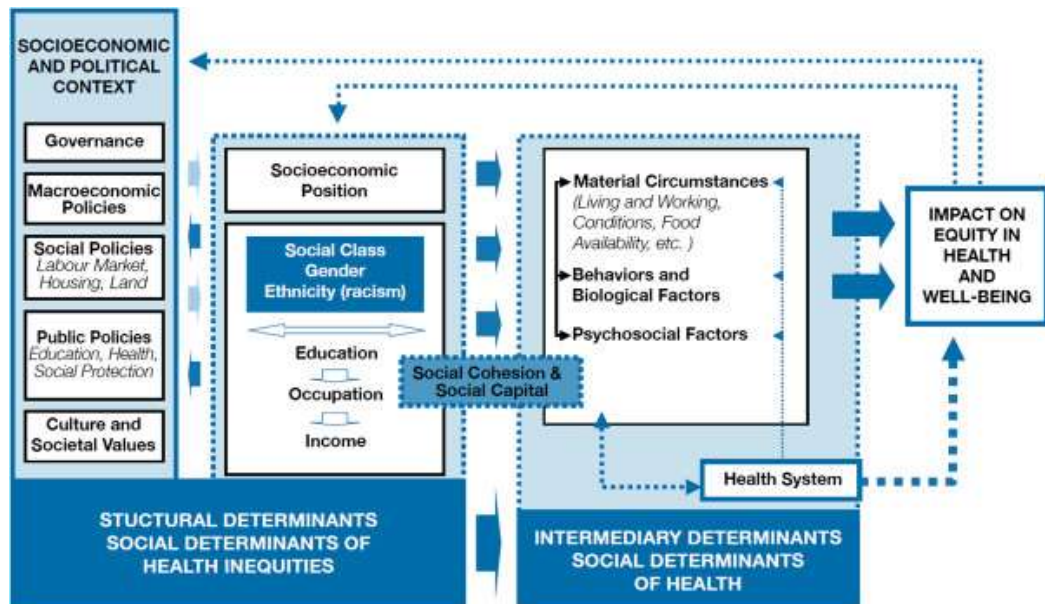 SOCIOECONOMIC
AND POLITICAL
CONTEXT
Governance
Macroeconomic
Policies
Social Policies
Labour Market,
Housing, Land
Public Policies
Education, Health,
Social Protection
Culture and
Societal Values
Socioeconomic
Position
Social Class
Gender
Ethnicity (racism)
Education
Occupation
Income
Social Cohesion &
Social Capital
Material Circumstances
(Living and Working,
Conditions, Food
Availability, etc. )
Behaviors and
Biological Factors
Psychosocial Factors
Health System
IMPACT ON
EQUITY IN
HEALTH
AND
WELL-BEING
STUCTURAL DETERMINANTS
SOCIAL DETERMINANTS OF
HEALTH INEQUITIES
INTERMEDIARY DETERMINANTS
SOCIAL DETERMINANTS
OF HEALTH